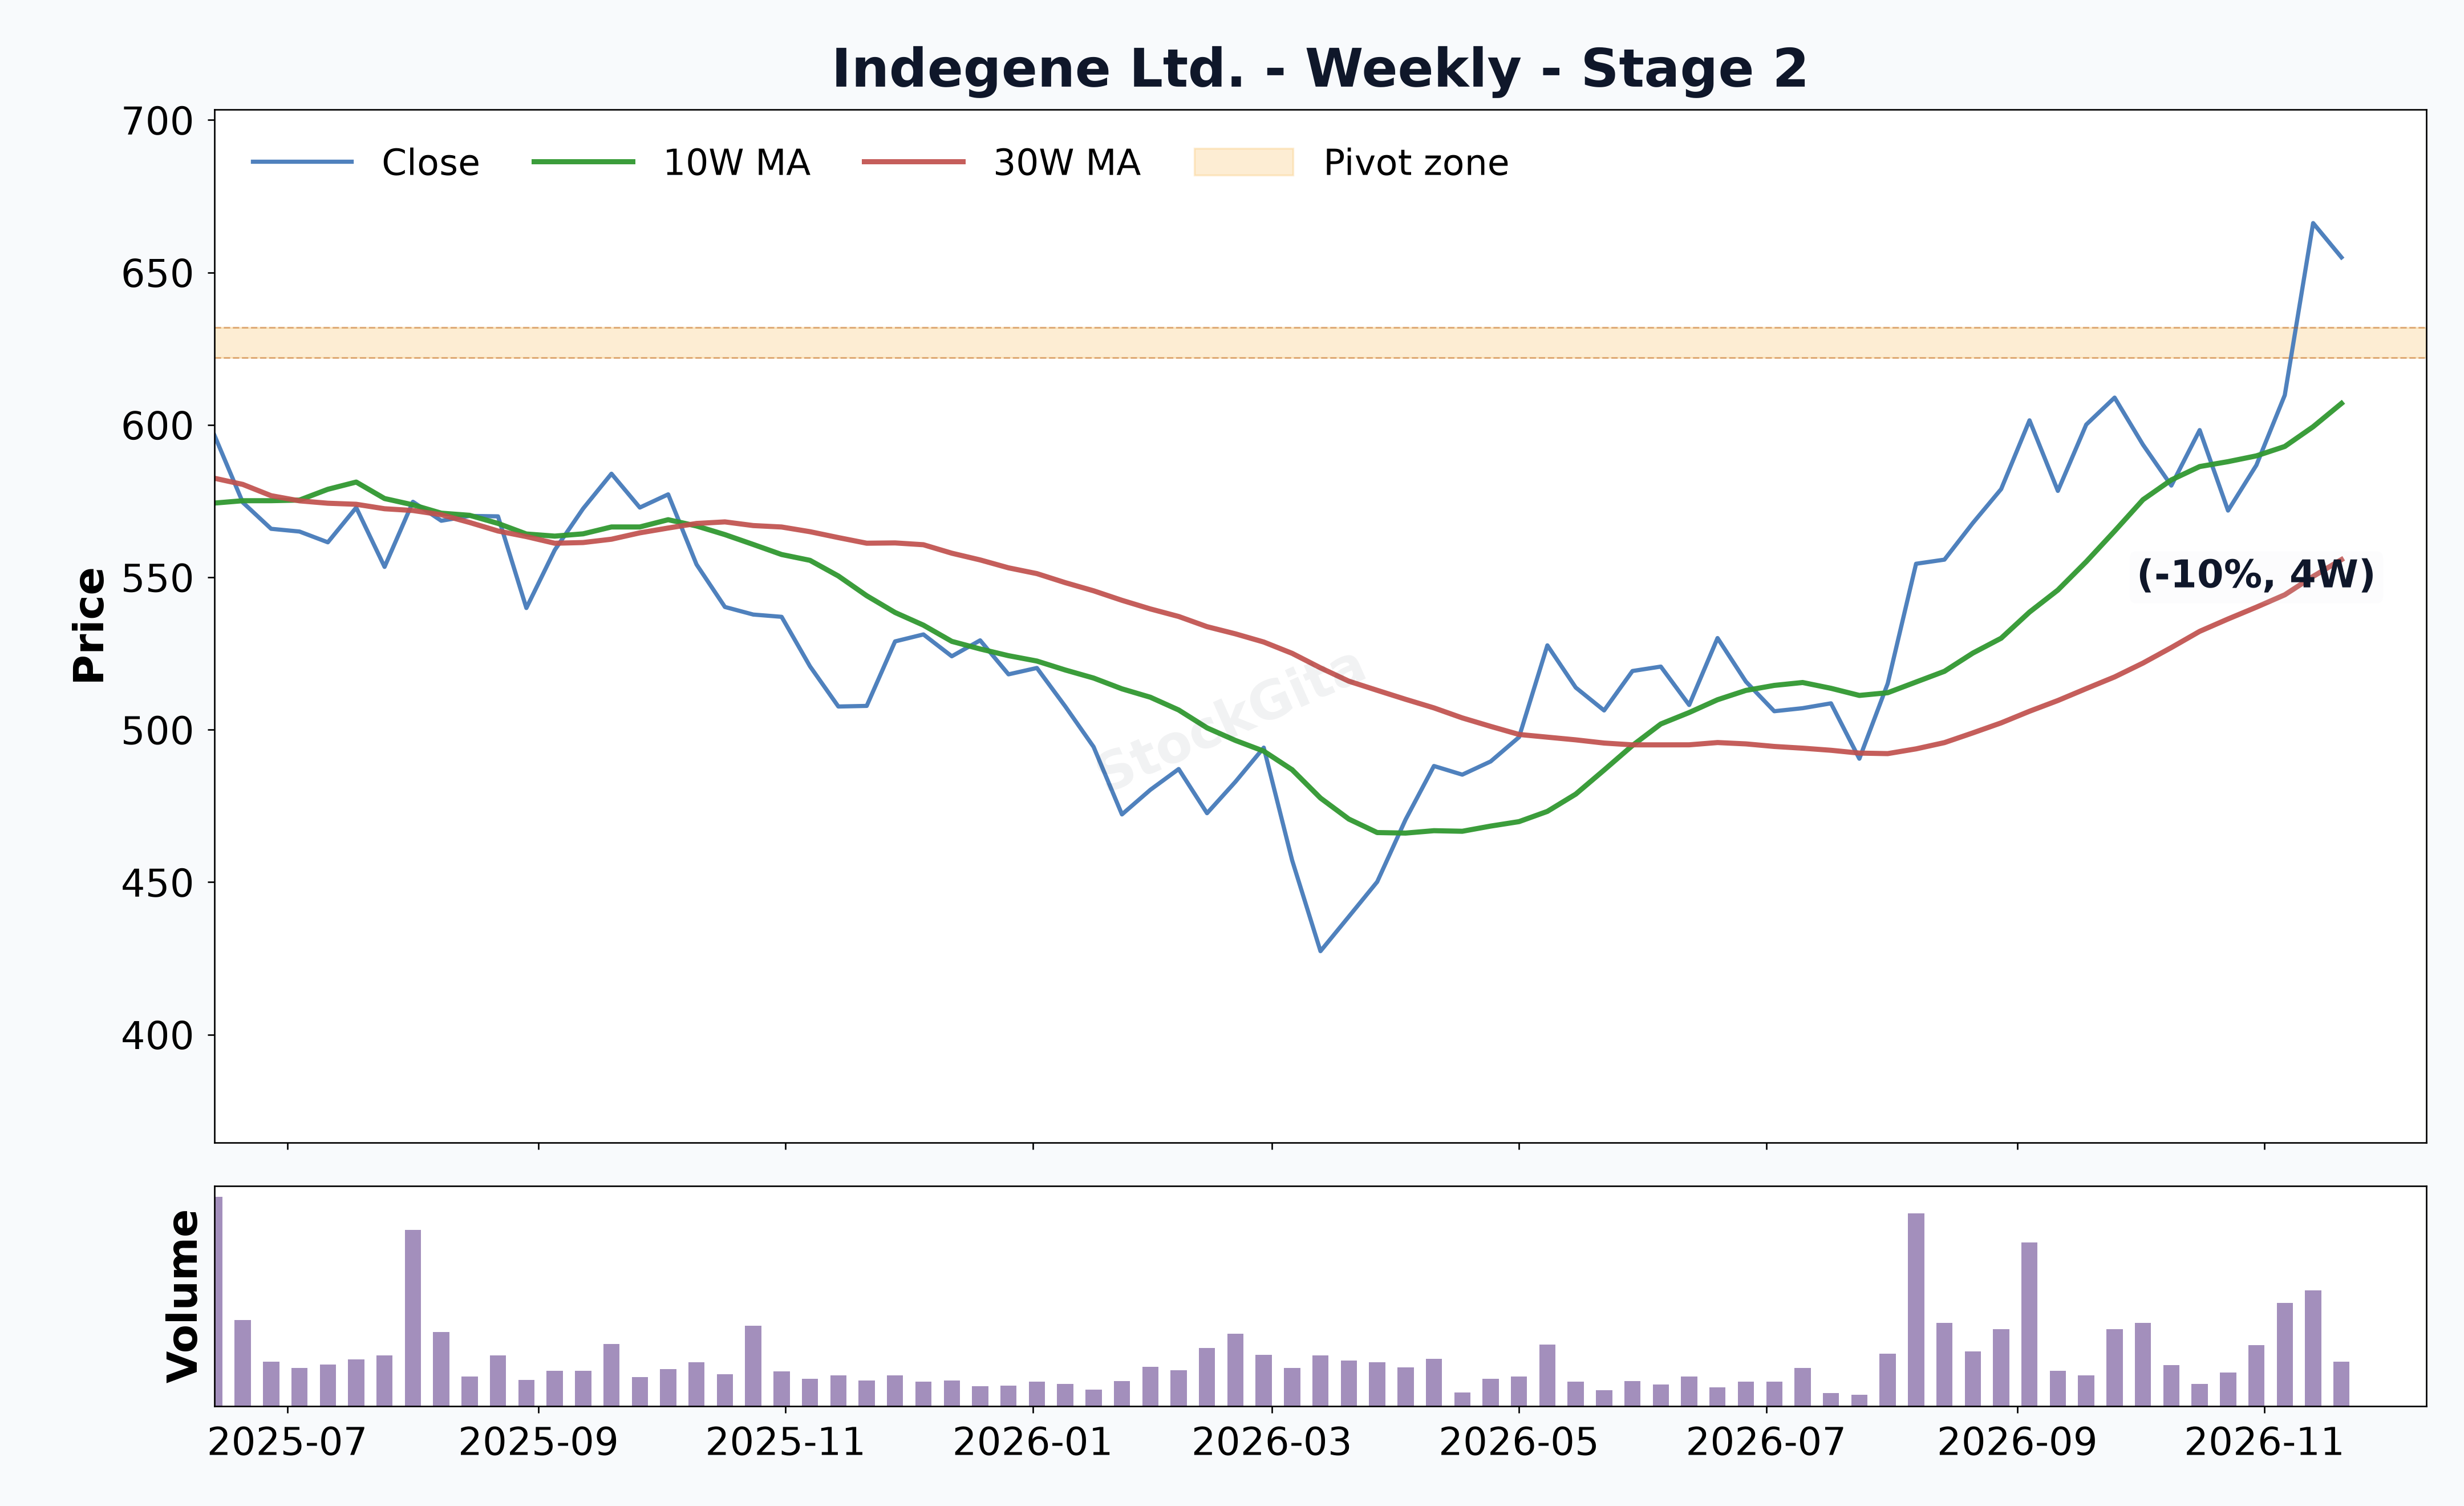 Indegene Ltd. - Weekly - Stage 2
Close 10W MA 30W MA Pivot zone
700
650
600
550
500
450
400
Price
(-10%, 4W)
StockGita
Volume
2025-07 2025-09 2025-11 2026-01 2026-03 2026-05 2026-07 2026-09 2026-11